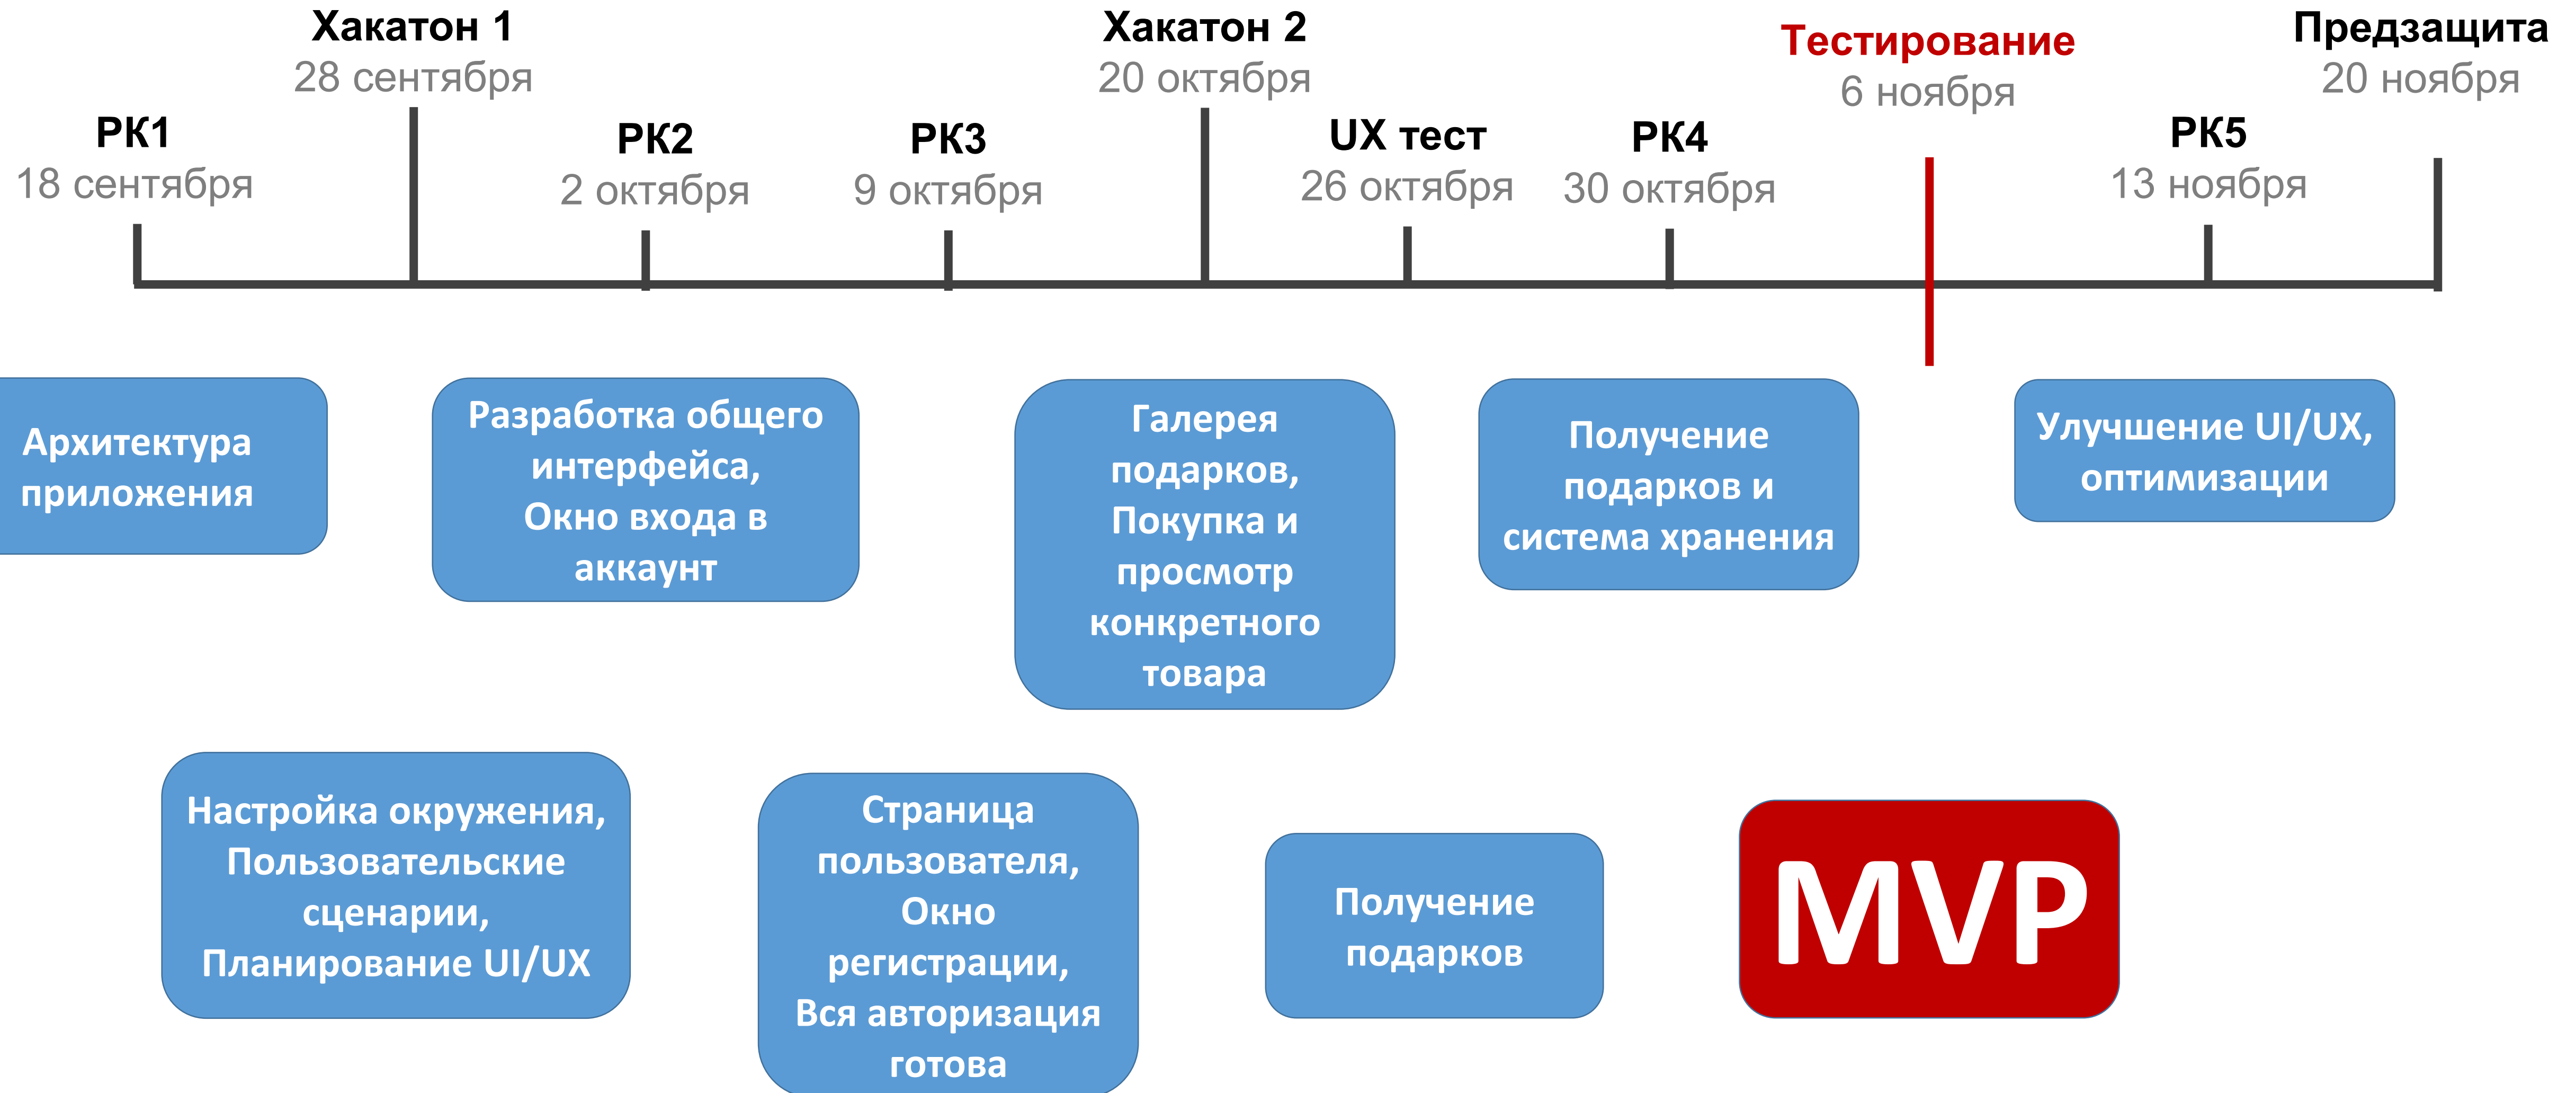 Хакатон 1
28 сентября
Хакатон 2
20 октября
Тестирование
6 ноября
Предзащита
20 ноября
РК1
18 сентября
РК2
2 октября
РК3
9 октября
UX тест
26 октября
РК4
30 октября
РК5
13 ноября
Архитектура
приложения
Разработка общего
интерфейса,
Окно входа в
аккаунт
Галерея
подарков,
Покупка и
просмотр
конкретного
товара
Получение
подарков и
система хранения
Улучшение UI/UX,
оптимизации
Настройка окружения,
Пользовательские
сценарии,
Планирование UI/UX
Страница
пользователя,
Окно
регистрации,
Вся авторизация
готова
Получение
подарков
MVP